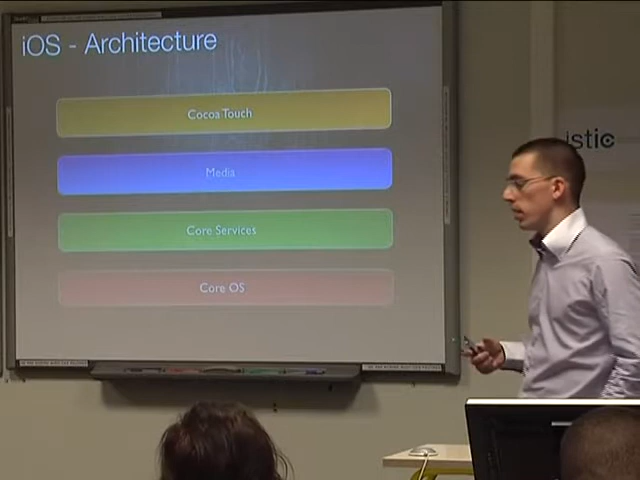 iOS - Architecture
Cocoa Touch
Media
Core Services
Core OS
istic